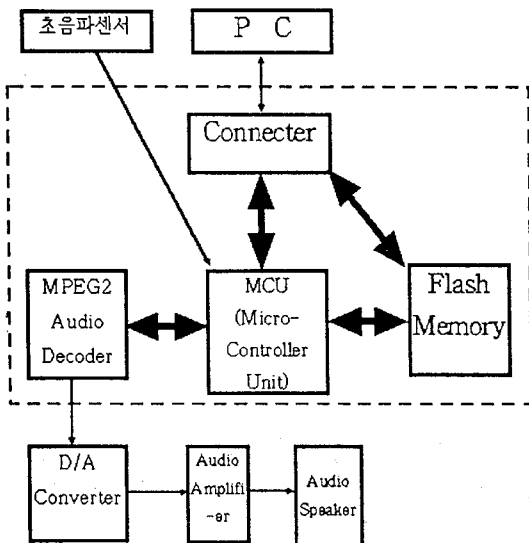 초음파센서
P C
Connecter
MPEG2
Audio
Decoder
MCU
(Micro-
Controller
Unit)
Flash
Memory
D/A
Converter
Audio
Amplifi
-er
Audio
Speaker